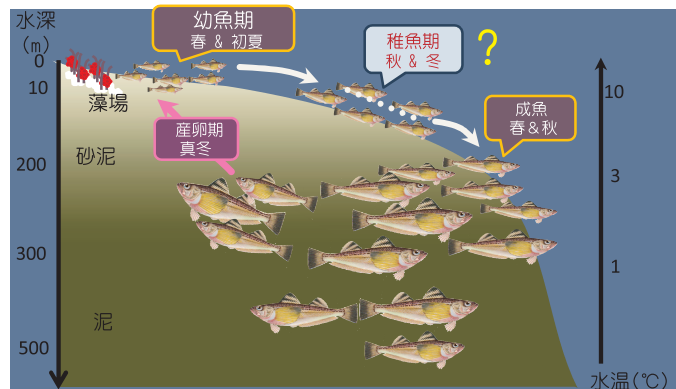 水深
(m)
0
10
200
300
500
幼魚期
春 & 初夏
稚魚期
秋 & 冬
?
成魚
春&秋
産卵期
真冬
藻場
砂泥
泥
10
3
1
水温(℃)